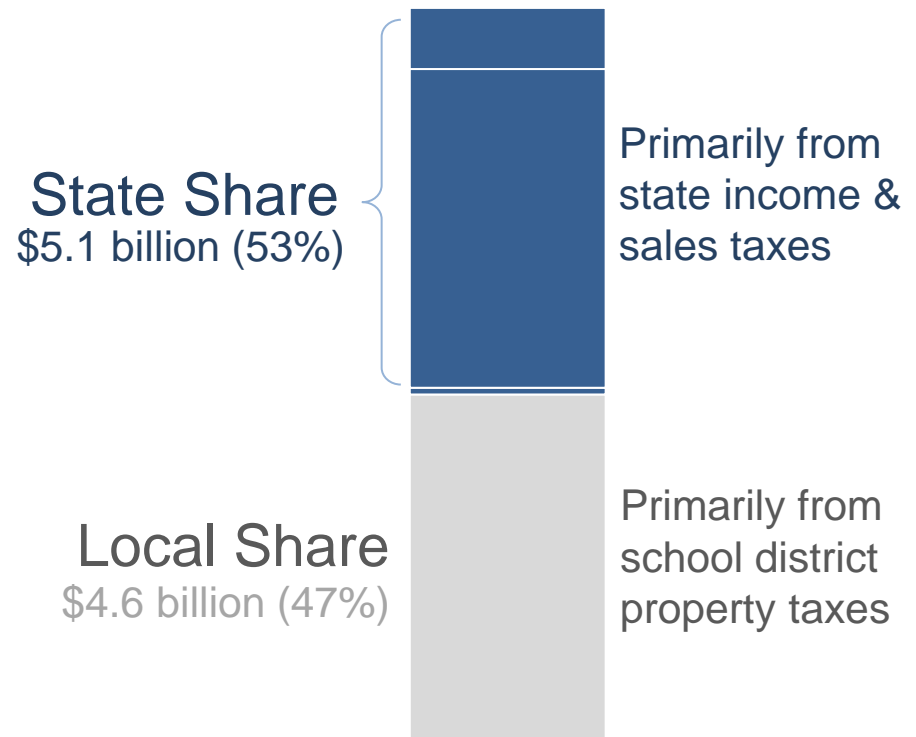 State Share
$5.1 billion (53%)
Primarily from
state income &
sales taxes
Local Share
$4.6 billion (47%)
Primarily from
school district
property taxes